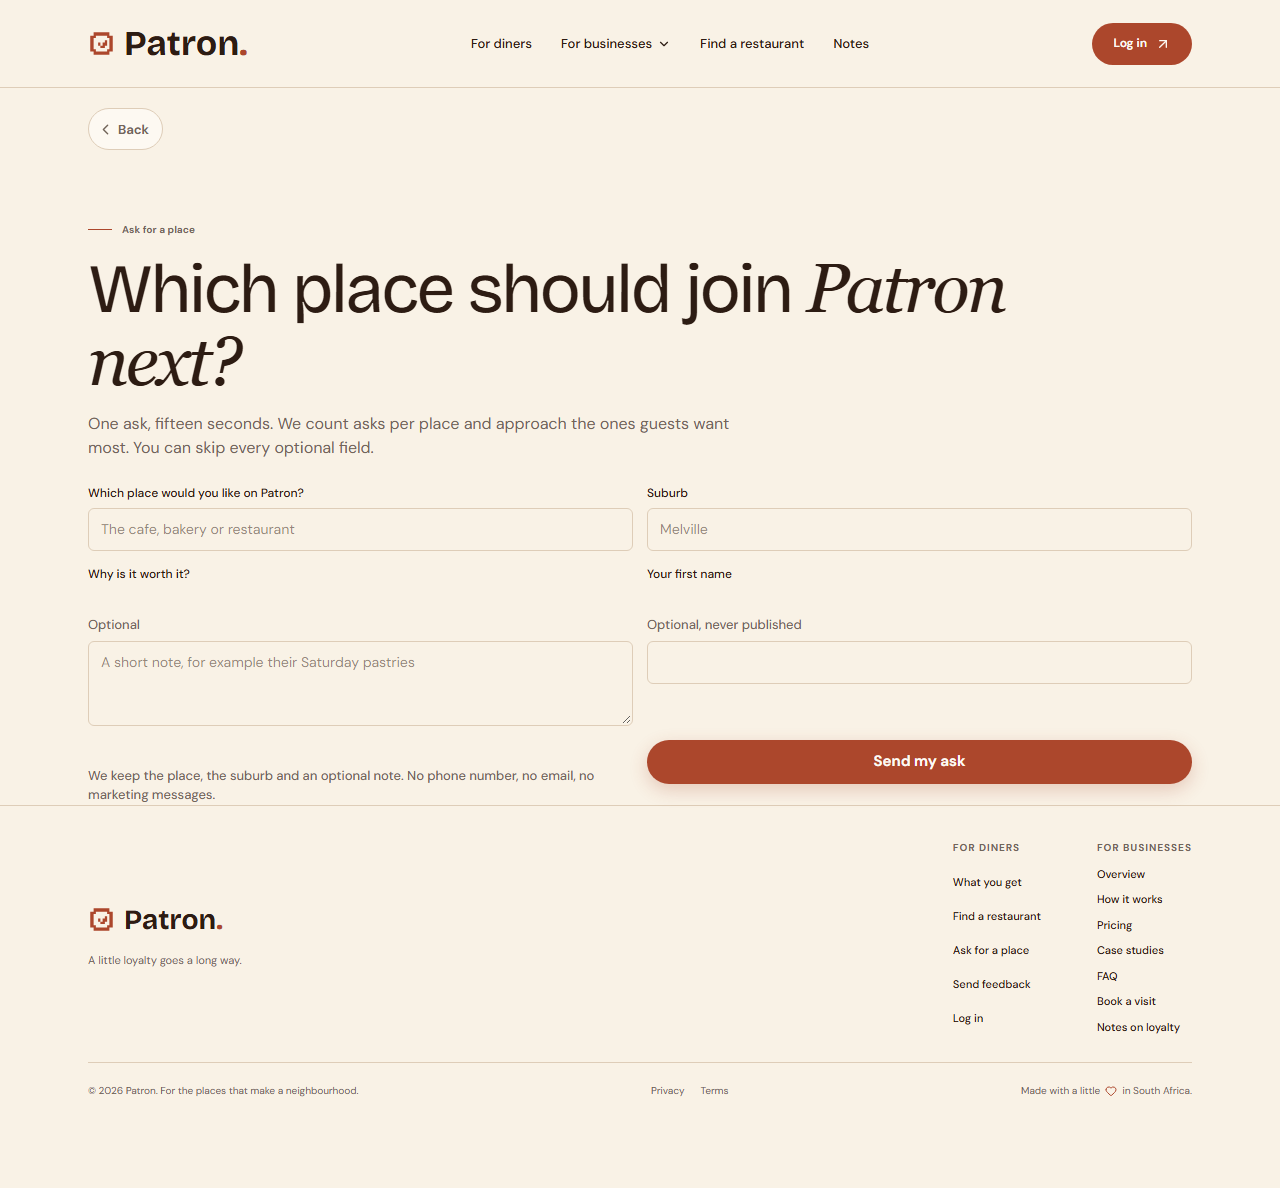 Patron.
For diners
For businesses
Find a restaurant
Notes
Log in
Back
Ask for a place
Which place should join Patron
next?
One ask, fifteen seconds. We count asks per place and approach the ones guests want
most. You can skip every optional field.
Which place would you like on Patron?
The cafe, bakery or restaurant
Suburb
Melville
Why is it worth it?
Optional
A short note, for example their Saturday pastries
Your first name
Optional, never published
We keep the place, the suburb and an optional note. No phone number, no email, no
marketing messages.
Send my ask
Patron.
A little loyalty goes a long way.
FOR DINERS
What you get
Find a restaurant
Ask for a place
Send feedback
Log in
FOR BUSINESSES
Overview
How it works
Pricing
Case studies
FAQ
Book a visit
Notes on loyalty
© 2026 Patron. For the places that make a neighbourhood.
Privacy
Terms
Made with a little ♡ in South Africa.